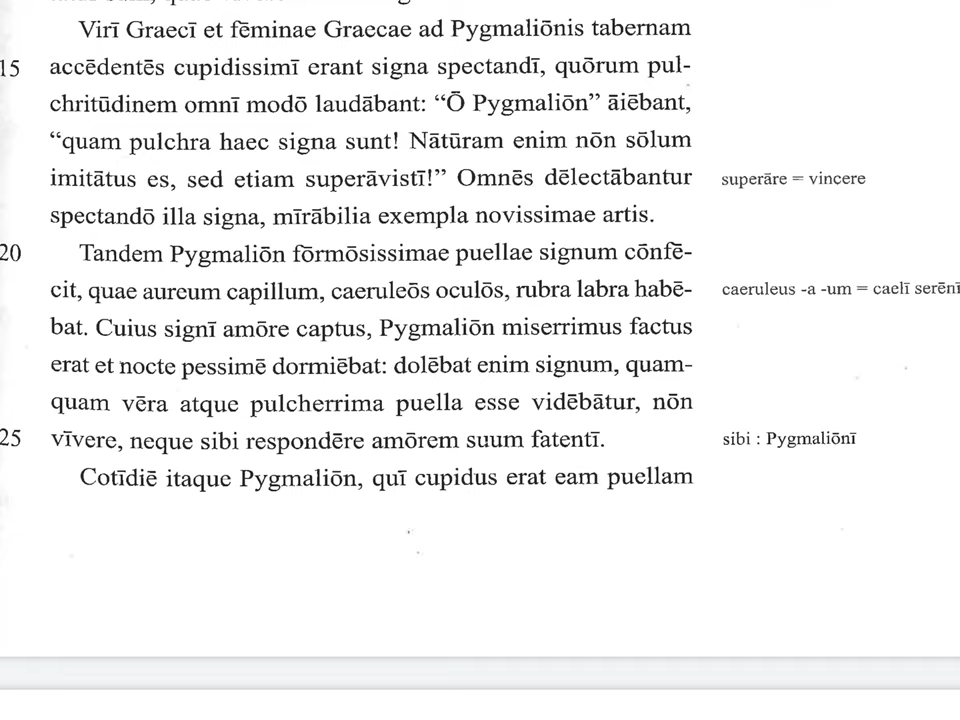 Virī Graecī et fēminae Graecae ad Pygmaliōnis tabernam
15 accēdentēs cupidissimī erant signa spectandī, quōrum pul-
chritūdinem omnī modō laudābant: “Ō Pygmaliōn” āiēbant,
“quam pulchra haec signa sunt! Nātūram enim nōn sōlum
imitātus es, sed etiam superāvistī!” Omnēs dēlectābantur superāre = vincere
spectandō illa signa, mīrābilia exempla novissimae artis.
20 Tandem Pygmaliōn fōrmōsissimae puellae signum cōnfē-
cit, quae aureum capillum, caeruleōs oculōs, rubra labra habē- caeruleus -a -um = caelī serēnī
bat. Cuius signī amōre captus, Pygmaliōn miserrimus factus
erat et nocte pessimē dormiēbat: dolēbat enim signum, quam-
quam vēra atque pulcherrima puella esse vidēbātur, nōn
25 vīvere, neque sibi respondēre amōrem suum fatentī. sibi : Pygmaliōnī
Cotīdiē itaque Pygmaliōn, quī cupidus erat eam puellam